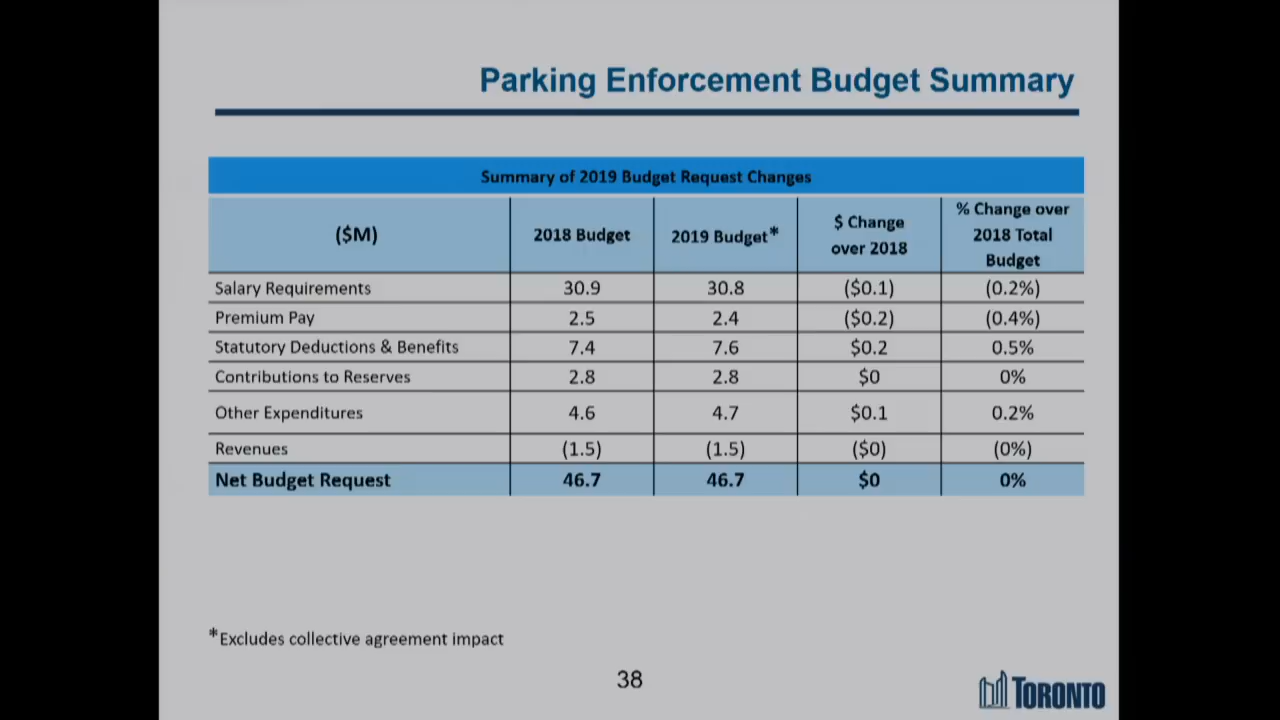 Parking Enforcement Budget Summary
Summary of 2019 Budget Request Changes
($M) 2018 Budget 2019 Budget* $ Change over 2018 % Change over 2018 Total Budget
Salary Requirements 30.9 30.8 ($0.1) (0.2%)
Premium Pay 2.5 2.4 ($0.2) (0.4%)
Statutory Deductions & Benefits 7.4 7.6 $0.2 0.5%
Contributions to Reserves 2.8 2.8 $0 0%
Other Expenditures 4.6 4.7 $0.1 0.2%
Revenues (1.5) (1.5) ($0) (0%)
Net Budget Request 46.7 46.7 $0 0%
*Excludes collective agreement impact
38
TORONTO